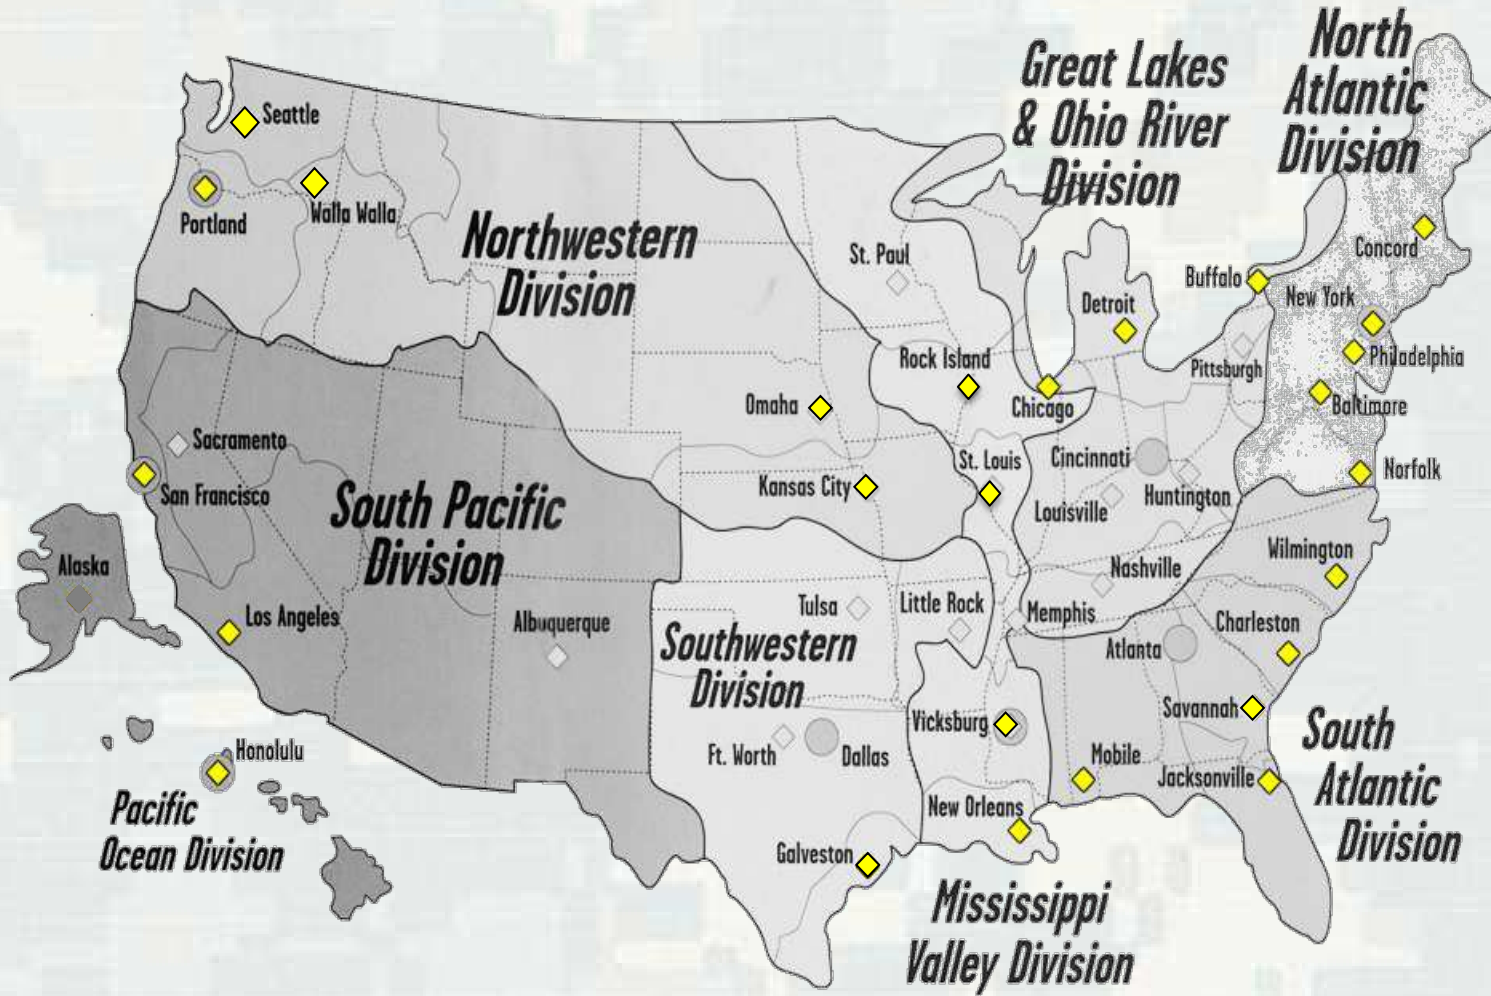 North
Atlantic
Division
Great Lakes
& Ohio River
Division
Seattle
Portland
Walla Walla
Northwestern
Division
St. Paul
Concord
Buffalo
New York
Detroit
Rock Island
Pittsburgh
Philadelphia
Omaha
Chicago
Baltimore
Sacramento
San Francisco
St. Louis
Cincinnati
Norfolk
Kansas City
Louisville
Huntington
South Pacific
Division
Alaska
Wilmington
Nashville
Los Angeles
Albuquerque
Tulsa
Little Rock
Memphis
Charleston
Southwestern
Division
Atlanta
Savannah
Vicksburg
South
Atlantic
Division
Honolulu
Ft. Worth
Dallas
Mobile
Jacksonville
Pacific
Ocean Division
New Orleans
Galveston
Mississippi
Valley Division